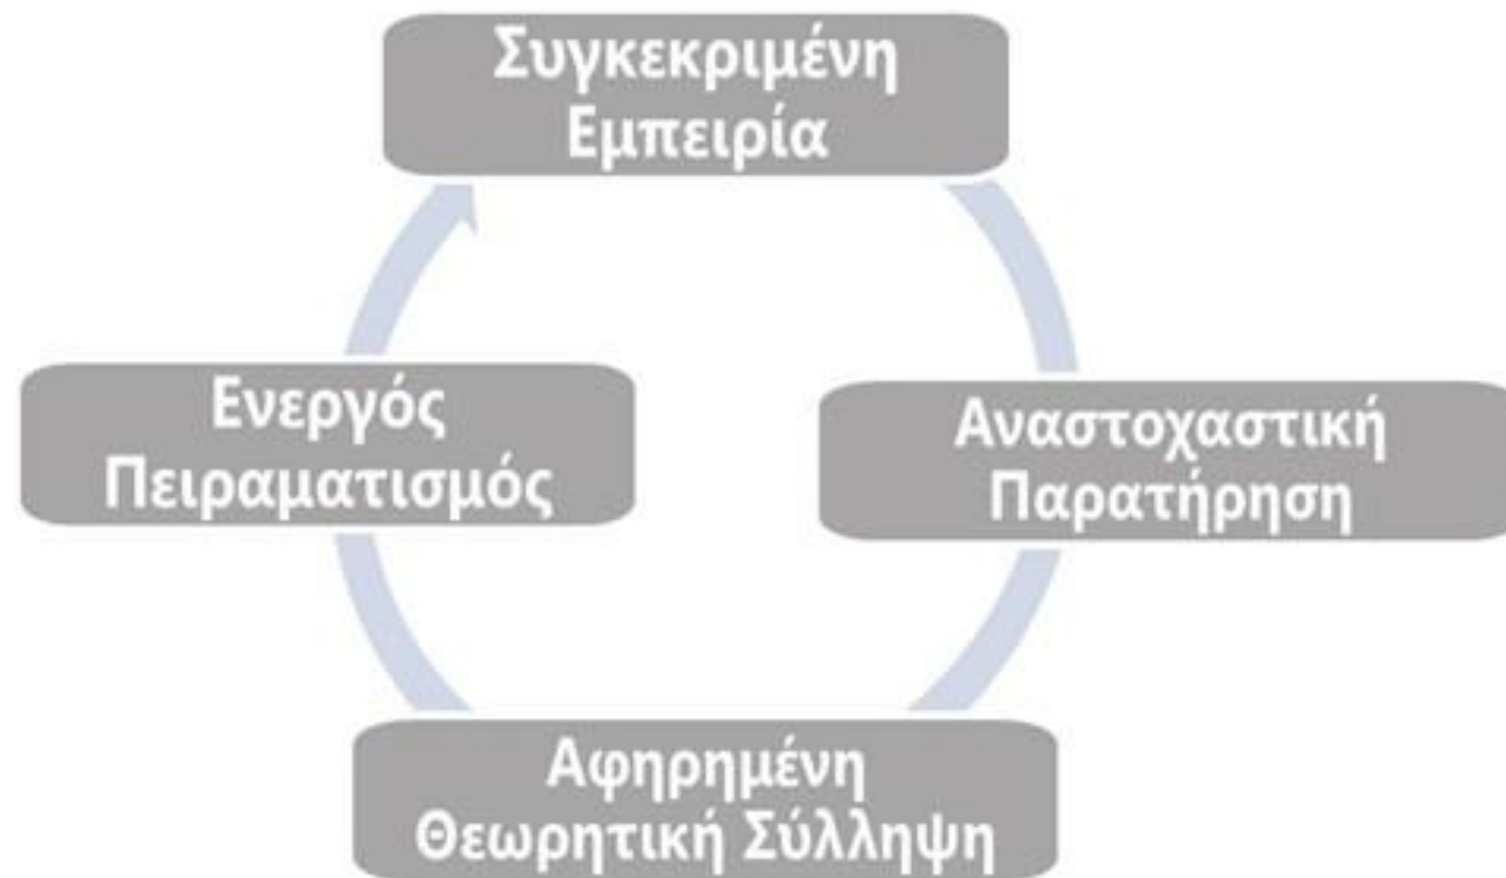 Συγκεκριμένη
Εμπειρία
Ενεργός
Πειραματισμός
Αναστοχαστική
Παρατήρηση
Αφηρημένη
Θεωρητική Σύλληψη